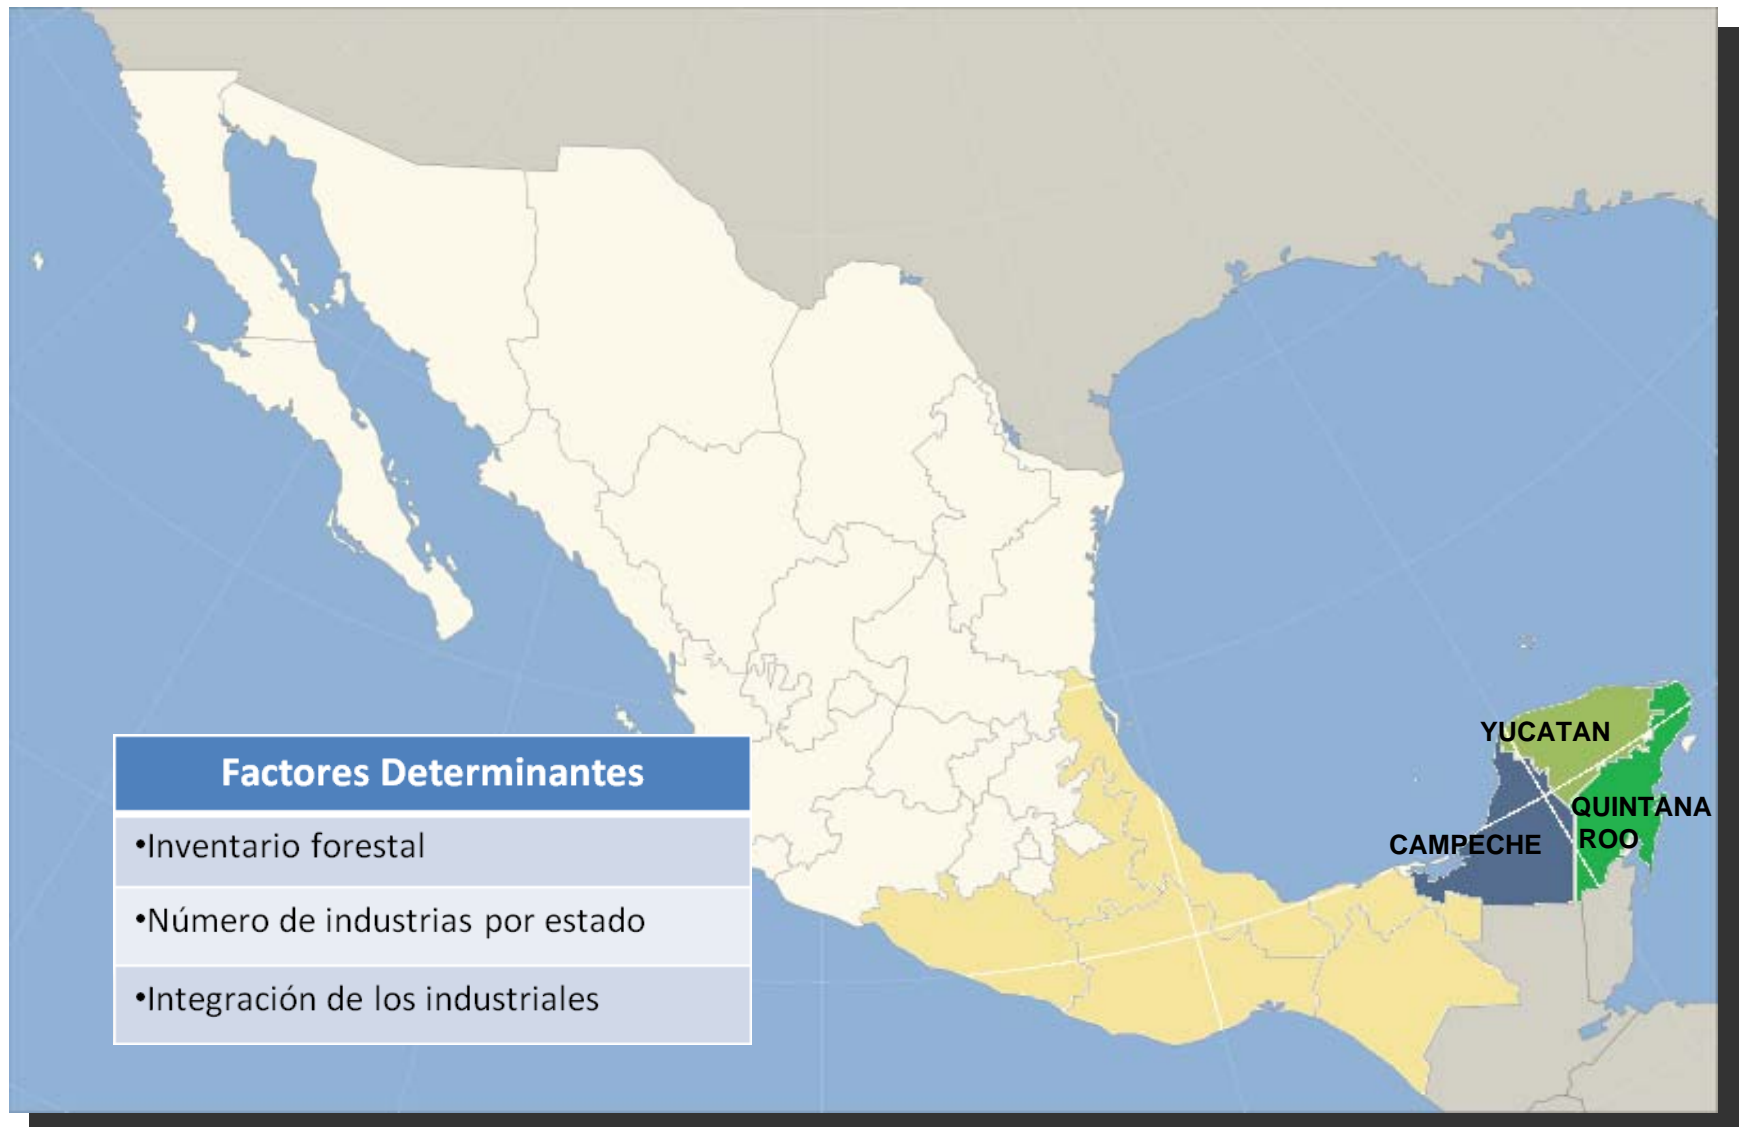 YUCATAN
QUINTANA
ROO
CAMPECHE
Factores Determinantes
•Inventario forestal
•Número de industrias por estado
•Integración de los industriales